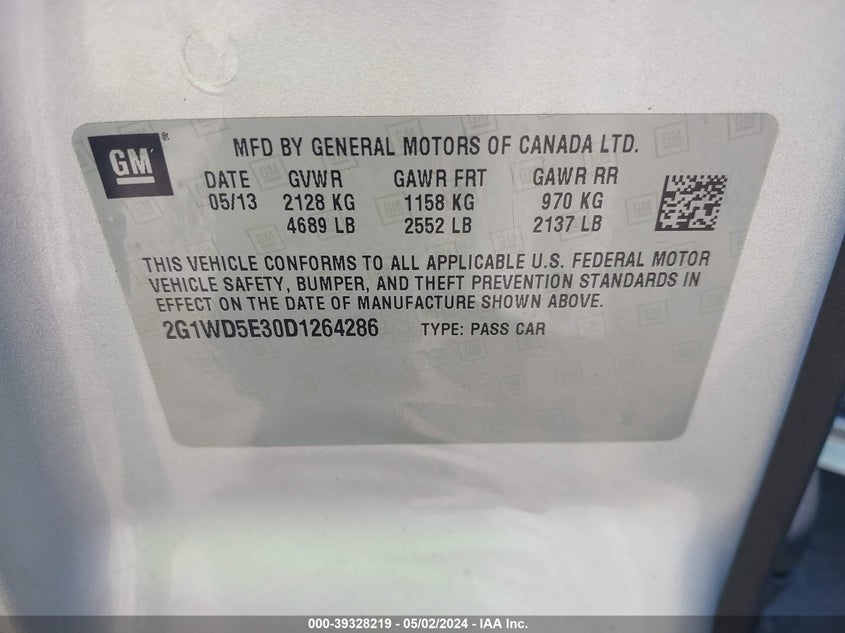 GM
MFD BY GENERAL MOTORS OF CANADA LTD.
DATE GVWR GAWR FRT GAWR RR
05/13 2128 KG 1158 KG 970 KG
4689 LB 2552 LB 2137 LB
THIS VEHICLE CONFORMS TO ALL APPLICABLE U.S. FEDERAL MOTOR
VEHICLE SAFETY, BUMPER, AND THEFT PREVENTION STANDARDS IN
EFFECT ON THE DATE OF MANUFACTURE SHOWN ABOVE.
2G1WD5E30D1264286 TYPE: PASS CAR
000-39328219 - 05/02/2024 - IAA Inc.